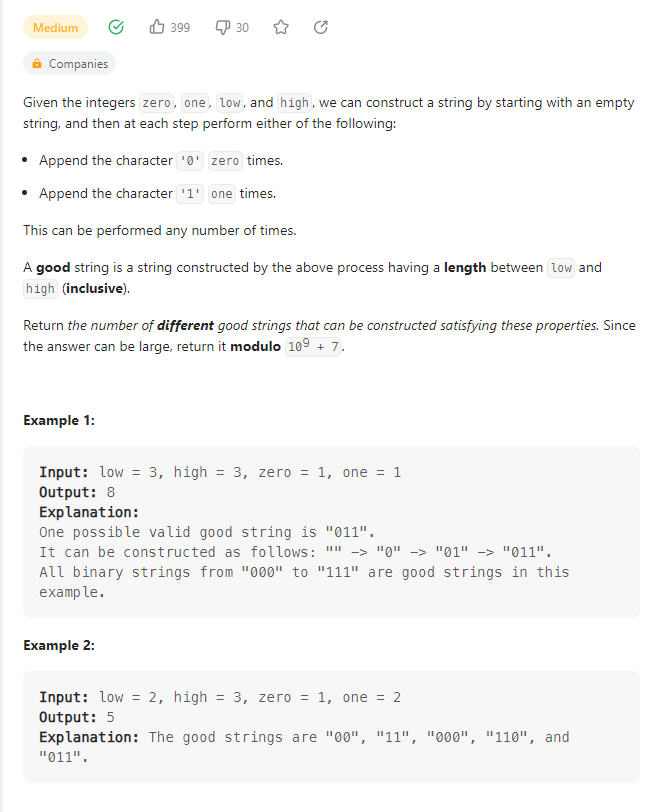 Medium 399 30
Companies
Given the integers zero, one, low, and high, we can construct a string by starting with an empty
string, and then at each step perform either of the following:
• Append the character '0' zero times.
• Append the character '1' one times.
This can be performed any number of times.
A good string is a string constructed by the above process having a length between low and
high (inclusive).
Return the number of different good strings that can be constructed satisfying these properties. Since
the answer can be large, return it modulo 10⁹ + 7.
Example 1:
Input: low = 3, high = 3, zero = 1, one = 1
Output: 8
Explanation:
One possible valid good string is "011".
It can be constructed as follows: "" -> "0" -> "01" -> "011".
All binary strings from "000" to "111" are good strings in this
example.
Example 2:
Input: low = 2, high = 3, zero = 1, one = 2
Output: 5
Explanation: The good strings are "00", "11", "000", "110", and
"011".